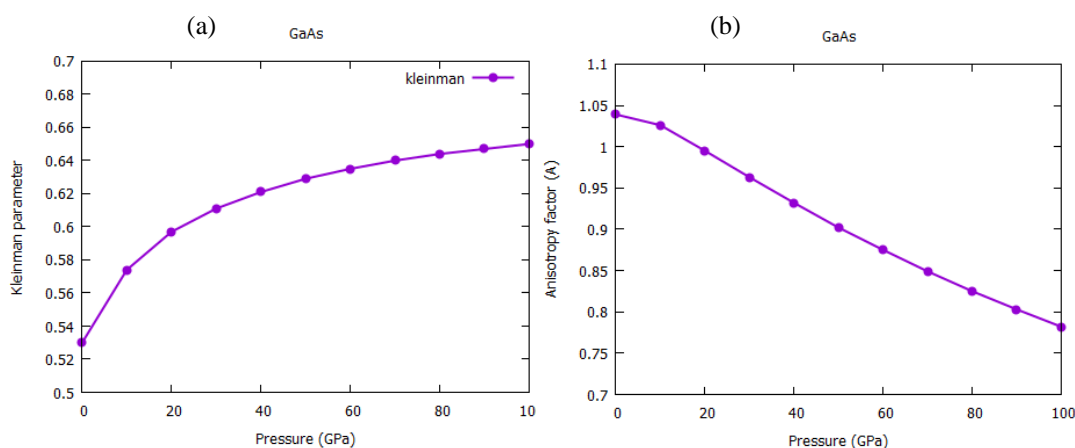 (a)
GaAs
kleinman
Kleinman parameter
0.7
0.68
0.66
0.64
0.62
0.6
0.58
0.56
0.54
0.52
0.5
0 20 40 60 80 10
Pressure (GPa)
(b)
GaAs
Anisotropy factor (A)
1.1
1.05
1
0.95
0.9
0.85
0.8
0.75
0.7
0 20 40 60 80 100
Pressure (GPa)